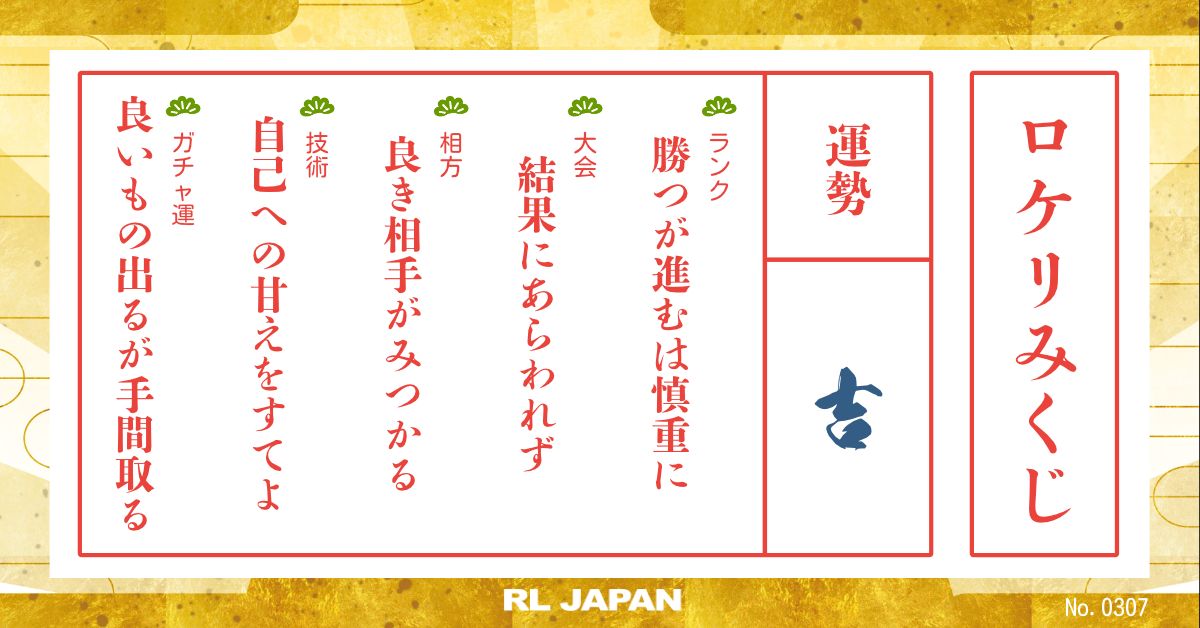 ロケリみくじ
運勢
吉
ランク
勝つが進むは慎重に
大会
結果にあらわれず
相方
良き相手がみつかる
技術
自己への甘えをすてよ
ガチャ運
良いもの出るが手間取る
RL JAPAN
No. 0307